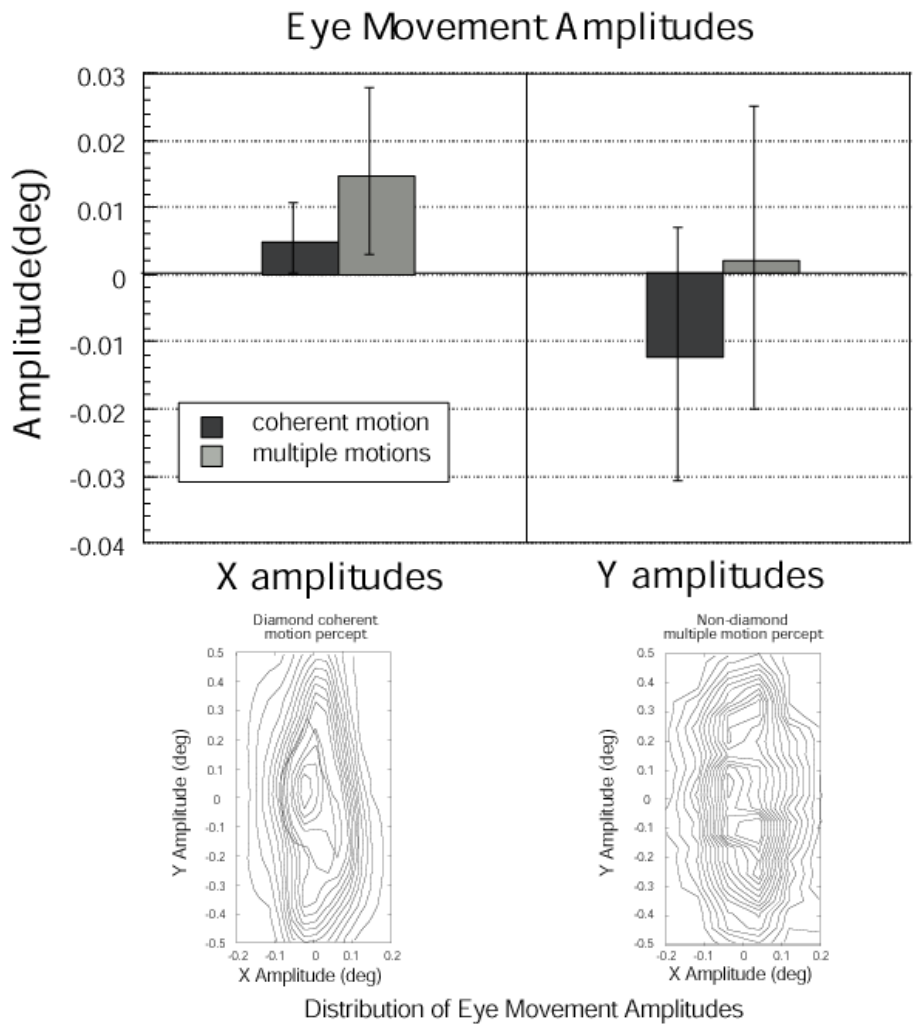 Eye Movement Amplitudes
Amplitude(deg)
0.03
0.02
0.01
0
-0.01
-0.02
-0.03
-0.04
coherent motion
multiple motions
X amplitudes
Y amplitudes
Diamond coherent
motion percept
Y Amplitude (deg)
0.5
0.4
0.3
0.2
0.1
0
-0.1
-0.2
-0.3
-0.4
-0.5
-0.2 -0.1 0 0.1 0.2
X Amplitude (deg)
Non-diamond
multiple motion percept
Y Amplitude (deg)
0.5
0.4
0.3
0.2
0.1
0
-0.1
-0.2
-0.3
-0.4
-0.5
-0.2 -0.1 0 0.1 0.2
X Amplitude (deg)
Distribution of Eye Movement Amplitudes